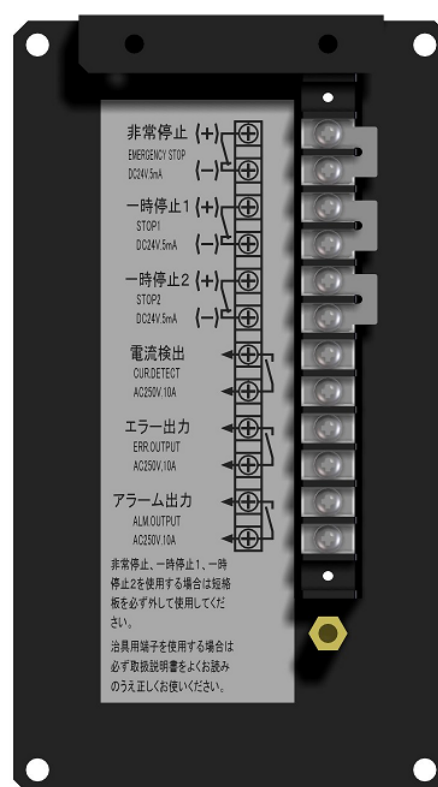 非常停止 (+)
EMERGENCY STOP
DC24V.5mA (−)
一時停止1 (+)
STOP1
DC24V.5mA (−)
一時停止2 (+)
STOP2
DC24V.5mA (−)
電流検出
CUR.DETECT
AC250V.10A
エラー出力
ERR.OUTPUT
AC250V.10A
アラーム出力
ALM.OUTPUT
AC250V.10A
非常停止、一時停止1、一時
停止2を使用する場合は短絡
板を必ず外して使用してくだ
さい。
治具用端子を使用する場合は
必ず取扱説明書をよくお読み
のうえ正しくお使いください。